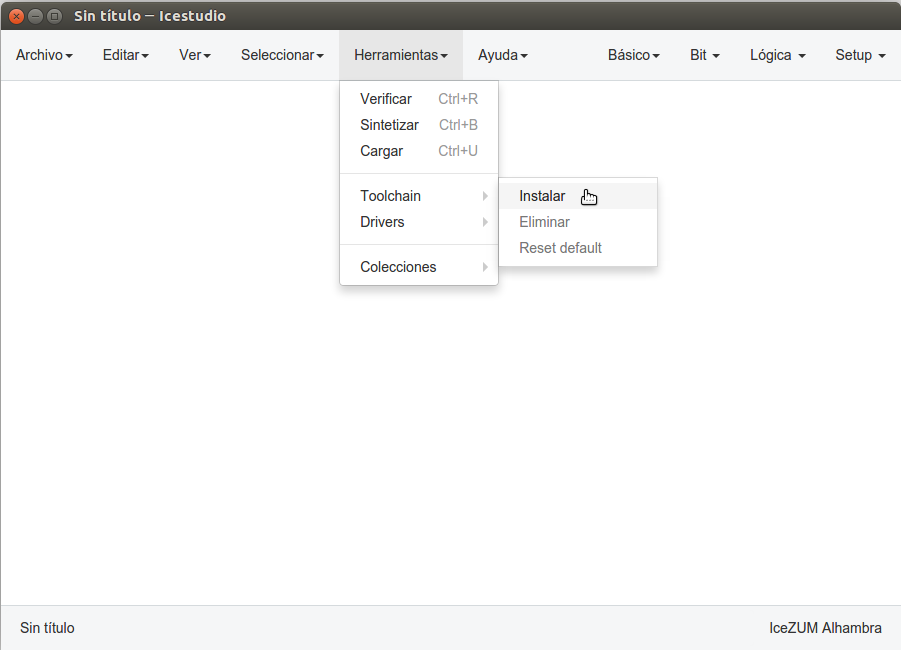 Sin título — Icestudio
Archivo Editar Ver Seleccionar Herramientas Ayuda Básico Bit Lógica Setup
Verificar Ctrl+R
Sintetizar Ctrl+B
Cargar Ctrl+U
Toolchain
Drivers
Colecciones
Instalar
Eliminar
Reset default
Sin título IceZUM Alhambra